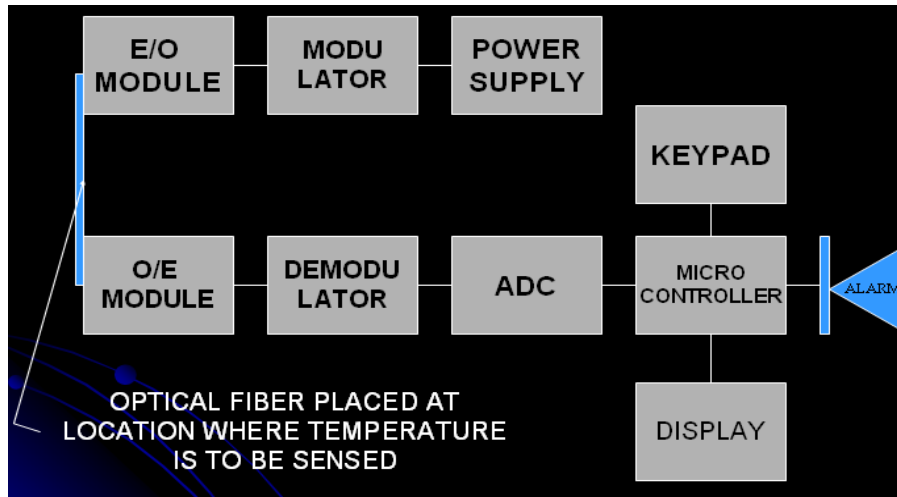 E/O
MODULE
MODU
LATOR
POWER
SUPPLY
KEYPAD
O/E
MODULE
DEMODU
LATOR
ADC
MICRO
CONTROLLER
ALARM
OPTICAL FIBER PLACED AT
LOCATION WHERE TEMPERATURE
IS TO BE SENSED
DISPLAY